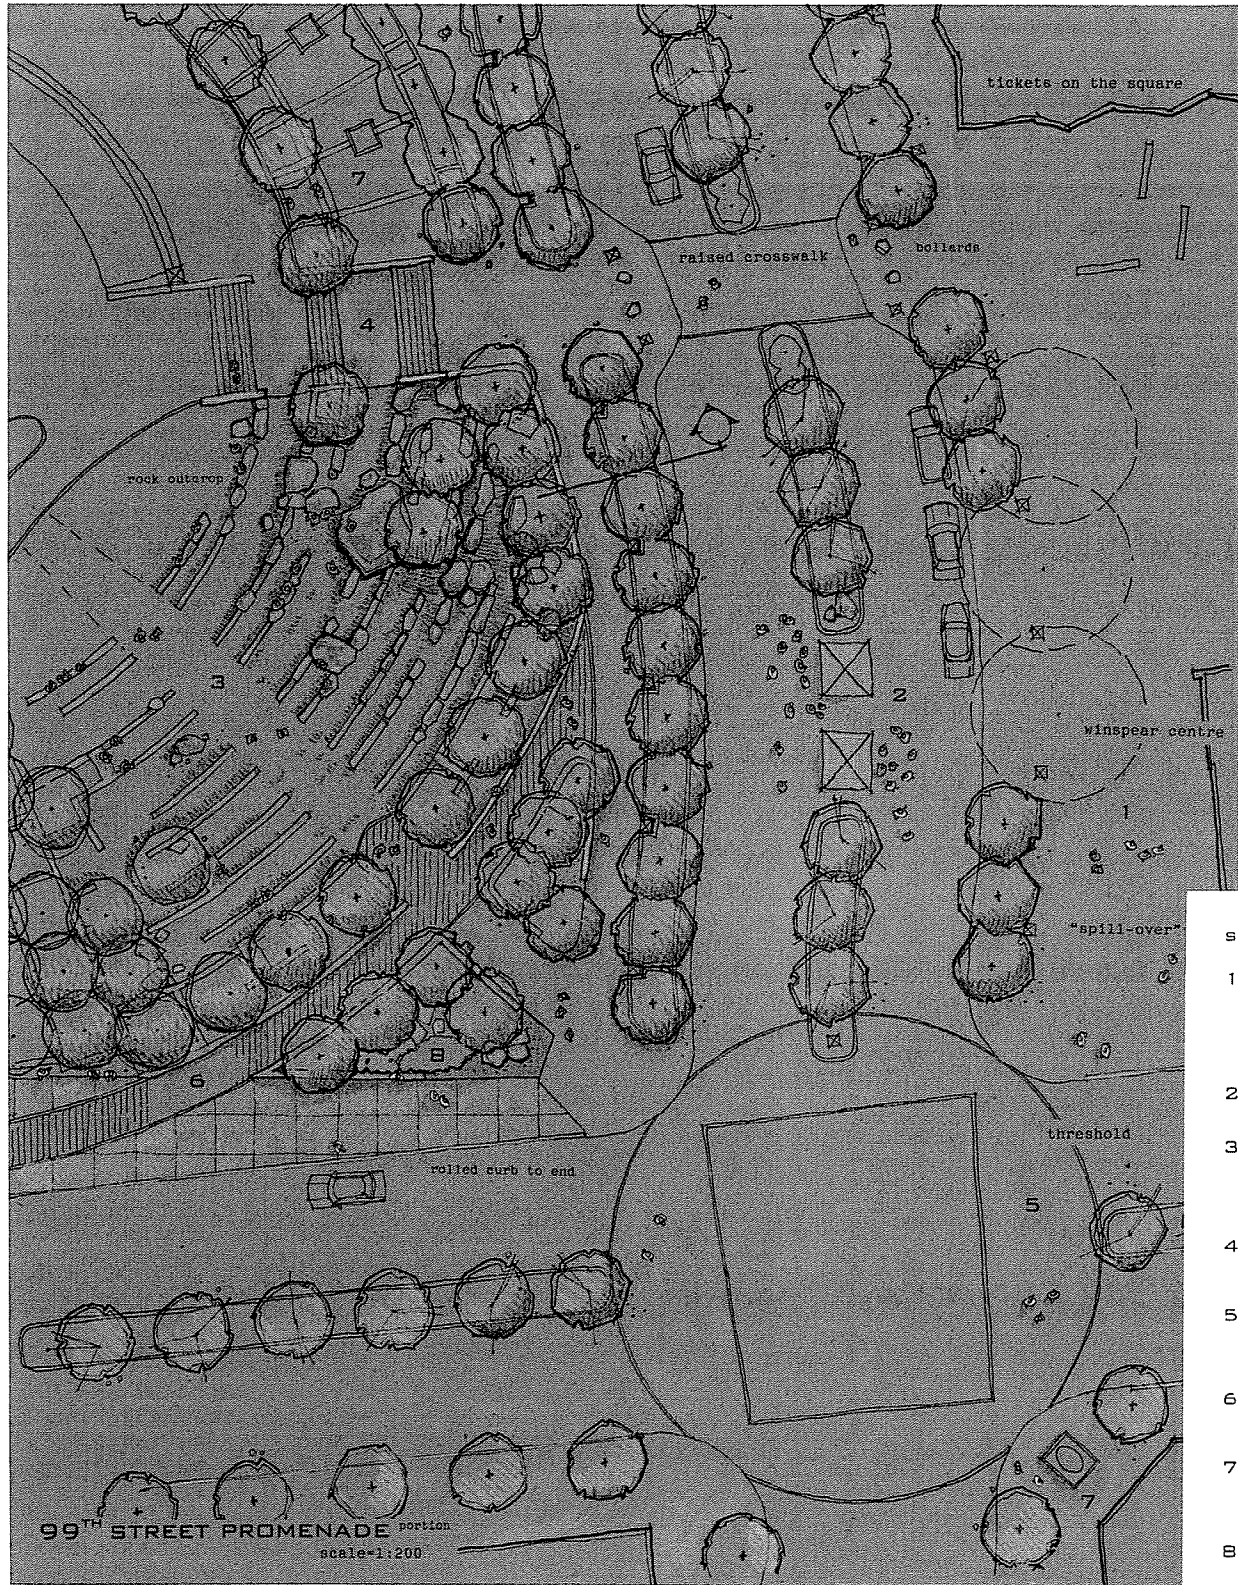 tickets on the square
7
raised crosswalk
bollards
4
rock outcrop
3
2
winspear centre
1
"spill-over"
s
1
8
6
2
threshold
3
rolled curb to end
5
4
5
6
7
7
99TH STREET PROMENADE portion
scale=1:200
8